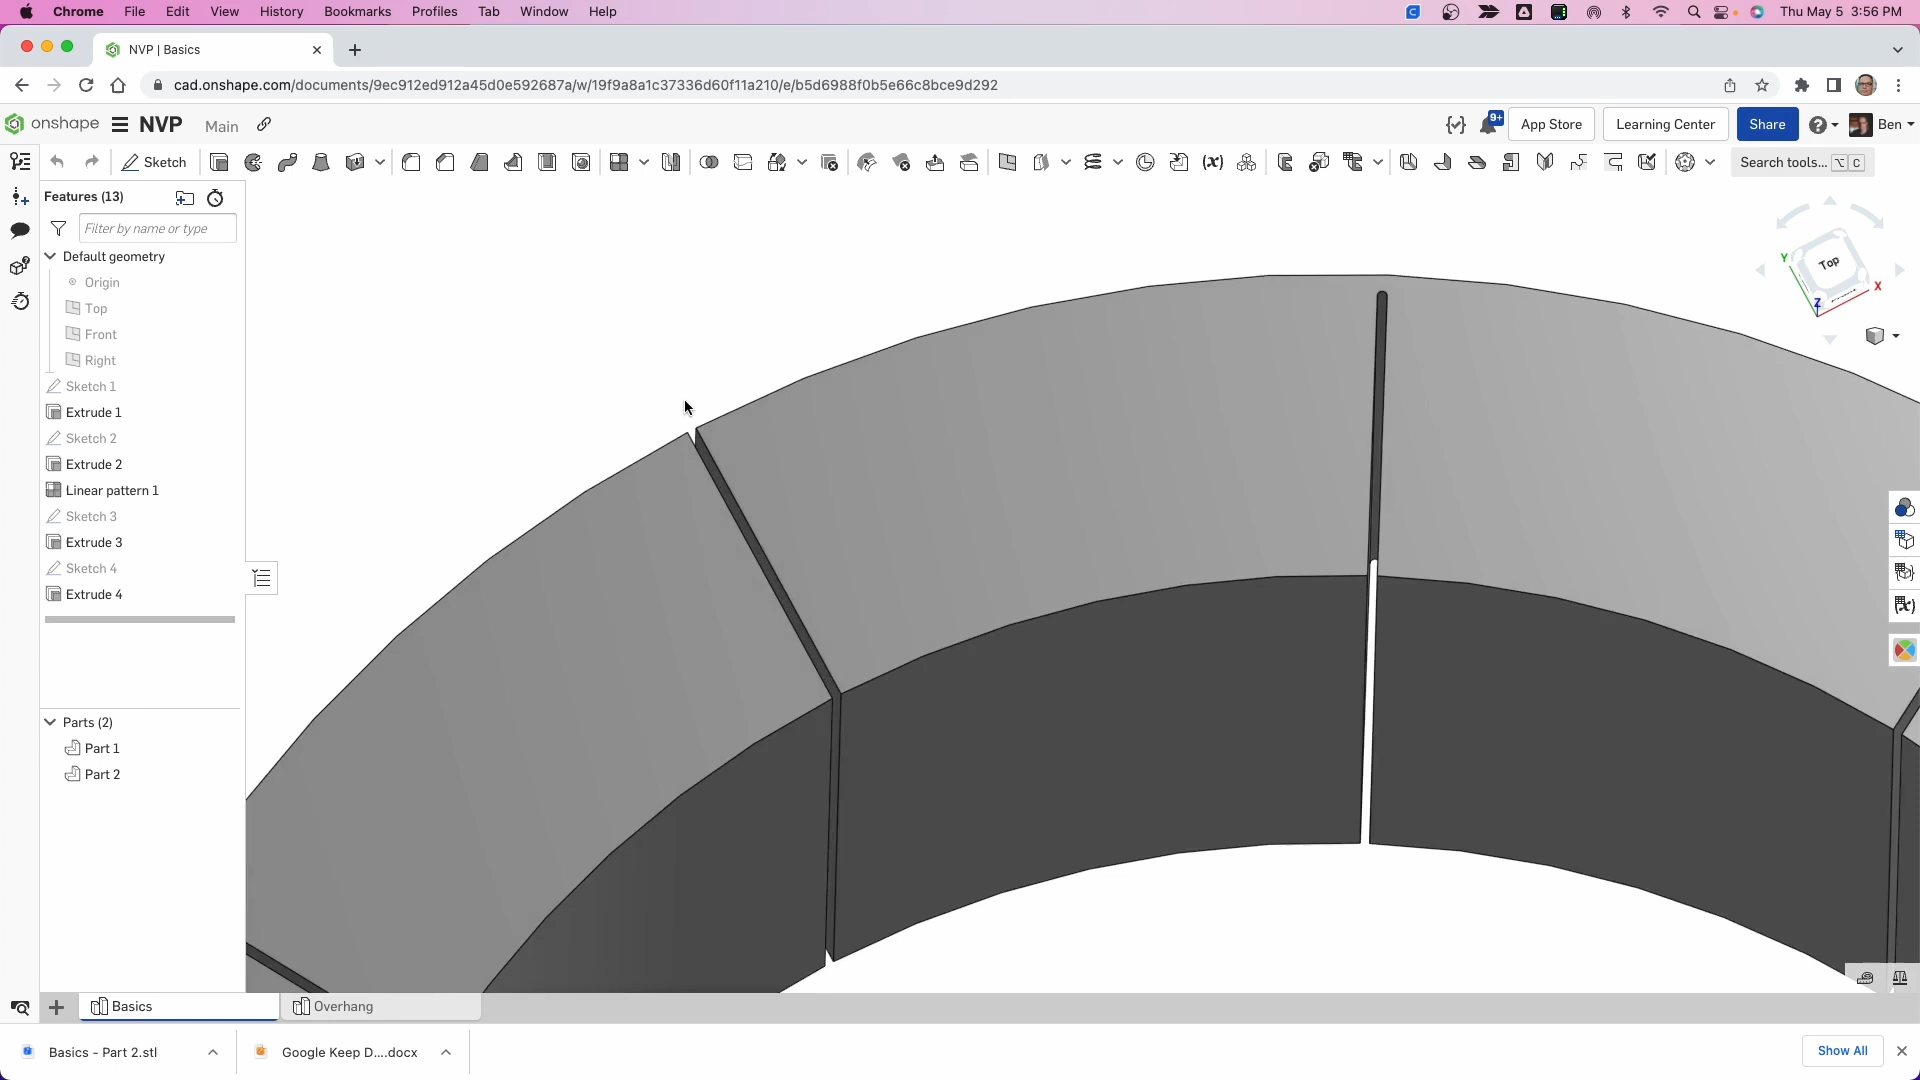 Chrome File Edit View History Bookmarks Profiles Tab Window Help Thu May 5 3:56 PM
NVP | Basics
cad.onshape.com/documents/9ec912ed912a45d0e592687a/w/19f9a8a1c37336d60f11a210/e/b5d6988f0b5e66c8bce9d292
onshape NVP Main 9+ App Store Learning Center Share Ben
Sketch (x) Search tools... ⌥ C
Features (13)
Filter by name or type
Default geometry
Origin
Top
Front
Right
Sketch 1
Extrude 1
Sketch 2
Extrude 2
Linear pattern 1
Sketch 3
Extrude 3
Sketch 4
Extrude 4
Parts (2)
Part 1
Part 2
Top
Y
X
Z
(x)
Basics Overhang
Basics - Part 2.stl Google Keep D....docx Show All